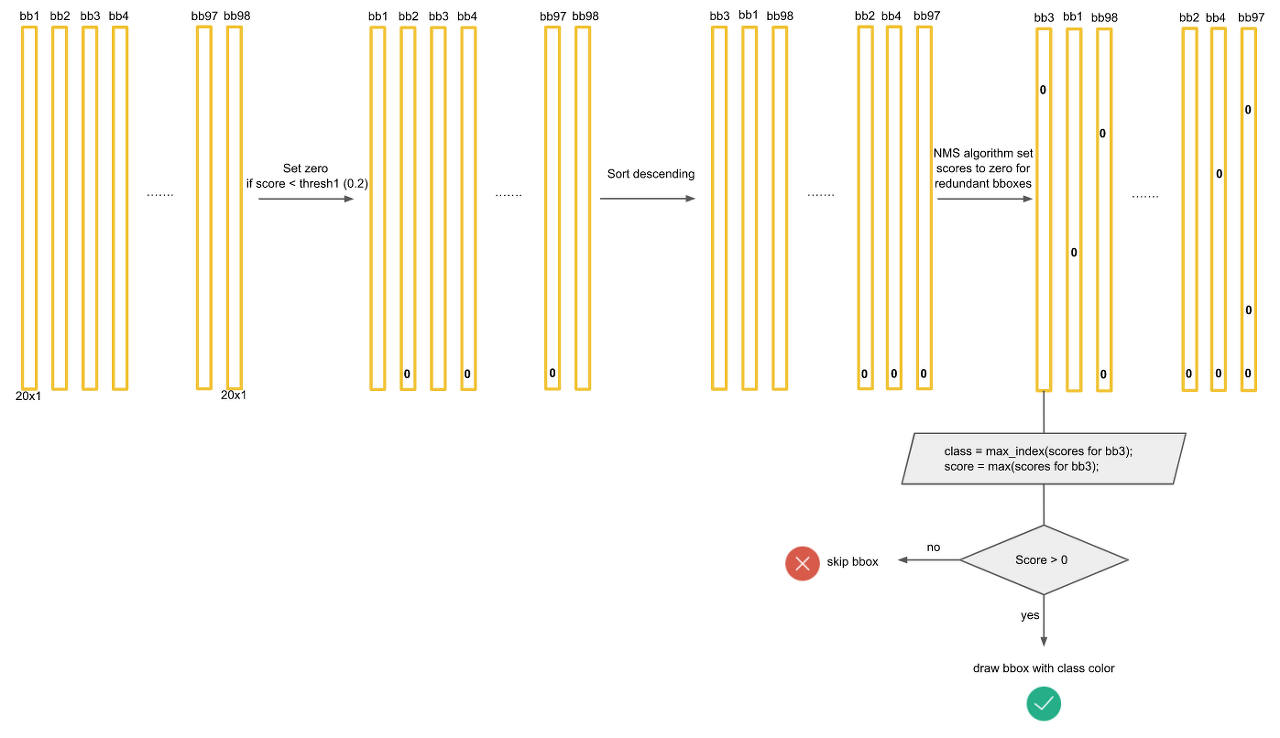 bb1 bb2 bb3 bb4 bb97 bb98
bb1 bb2 bb3 bb4 bb97 bb98
bb3 bb1 bb98 bb2 bb4 bb97
bb3 bb1 bb98 bb2 bb4 bb97
20x1 20x1
.......
Set zero
if score < thresh1 (0.2)
.......
0 0 0
Sort descending
.......
0 0 0
NMS algorithm set
scores to zero for
redundant bboxes
.......
0
0
0
0
0
0
0 0 0 0
class = max_index(scores for bb3);
score = max(scores for bb3);
Score > 0
no
skip bbox
yes
draw bbox with class color